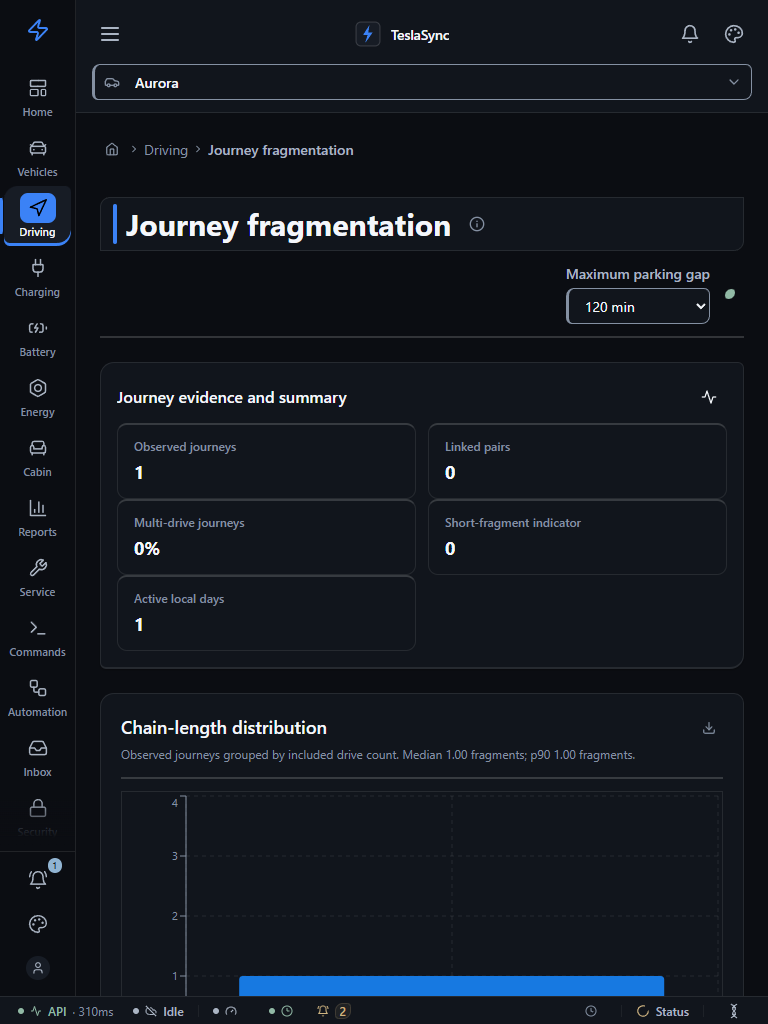 TeslaSync
Aurora
Home
Vehicles
Driving
Charging
Battery
Energy
Cabin
Reports
Service
Commands
Automation
Inbox
Security
1
Driving
Journey fragmentation
Journey fragmentation
Maximum parking gap
120 min
Journey evidence and summary
Observed journeys
1
Linked pairs
0
Multi-drive journeys
0%
Short-fragment indicator
0
Active local days
1
Chain-length distribution
Observed journeys grouped by included drive count. Median 1.00 fragments; p90 1.00 fragments.
4
3
2
1
API · 310ms
Idle
2
Status